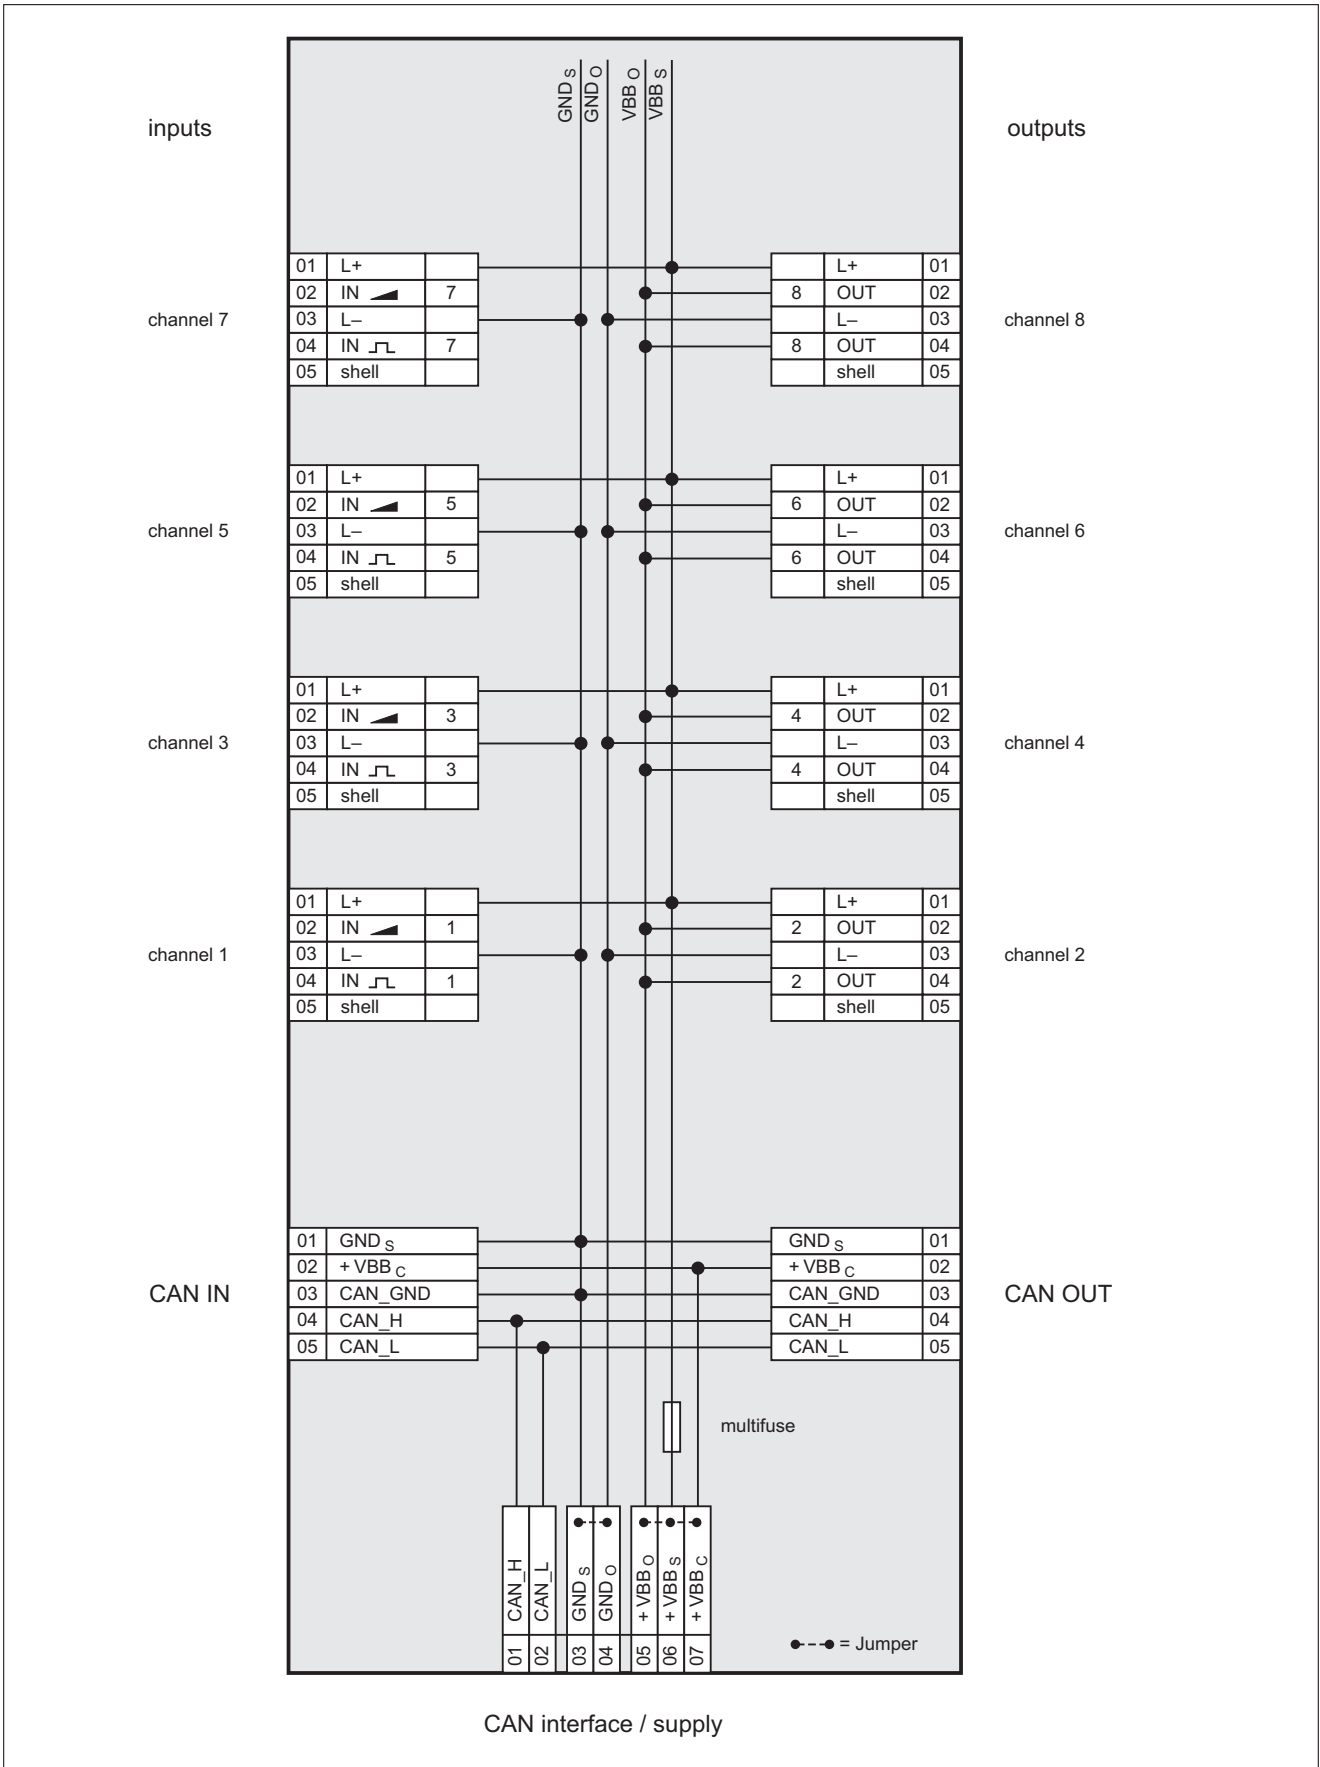 GND S
GND O
VBB O
VBB S
inputs
outputs
01 L+
02 IN 7
03 L–
04 IN 7
05 shell
channel 7
L+ 01
8 OUT 02
L– 03
8 OUT 04
shell 05
channel 8
01 L+
02 IN 5
03 L–
04 IN 5
05 shell
channel 5
L+ 01
6 OUT 02
L– 03
6 OUT 04
shell 05
channel 6
01 L+
02 IN 3
03 L–
04 IN 3
05 shell
channel 3
L+ 01
4 OUT 02
L– 03
4 OUT 04
shell 05
channel 4
01 L+
02 IN 1
03 L–
04 IN 1
05 shell
channel 1
L+ 01
2 OUT 02
L– 03
2 OUT 04
shell 05
channel 2
01 GND S
02 + VBB C
03 CAN_GND
04 CAN_H
05 CAN_L
CAN IN
GND S 01
+ VBB C 02
CAN_GND 03
CAN_H 04
CAN_L 05
CAN OUT
multifuse
01 CAN_H
02 CAN_L
03 GND S
04 GND O
05 + VBB O
06 + VBB S
07 + VBB C
= Jumper
CAN interface / supply